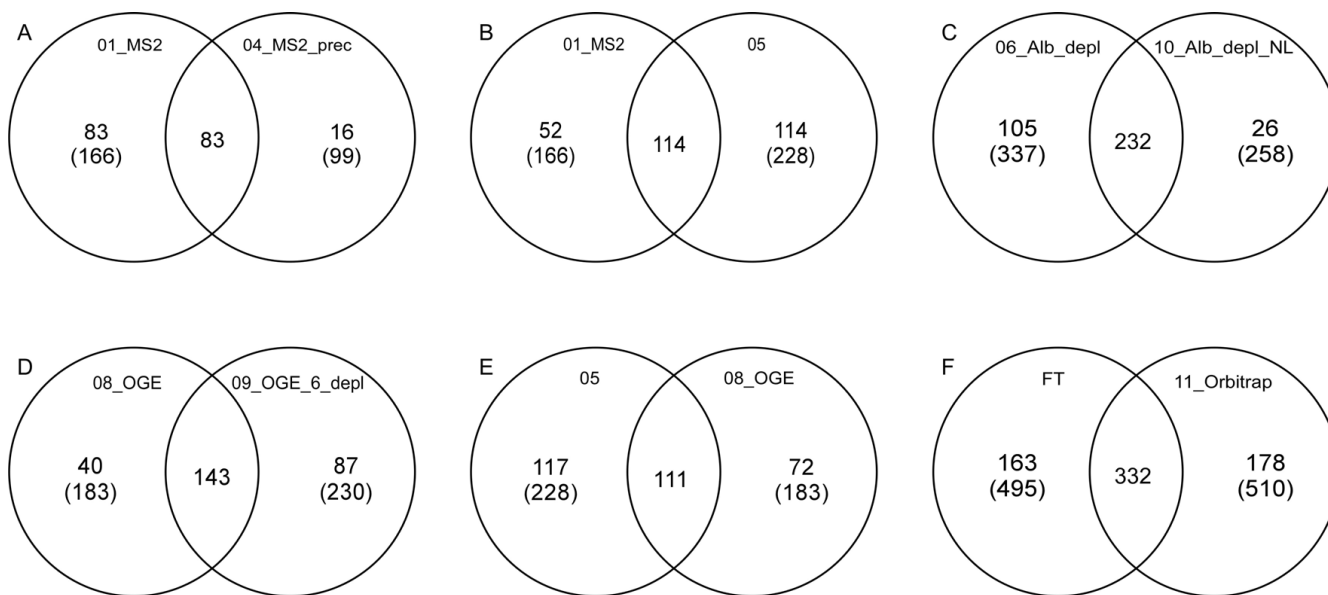 A
01_MS2
04_MS2_prec
83
(166)
83
16
(99)
B
01_MS2
05
52
(166)
114
114
(228)
C
06_Alb_depl
10_Alb_depl_NL
105
(337)
232
26
(258)
D
08_OGE
09_OGE_6_depl
40
(183)
143
87
(230)
E
05
08_OGE
117
(228)
111
72
(183)
F
FT
11_Orbitrap
163
(495)
332
178
(510)